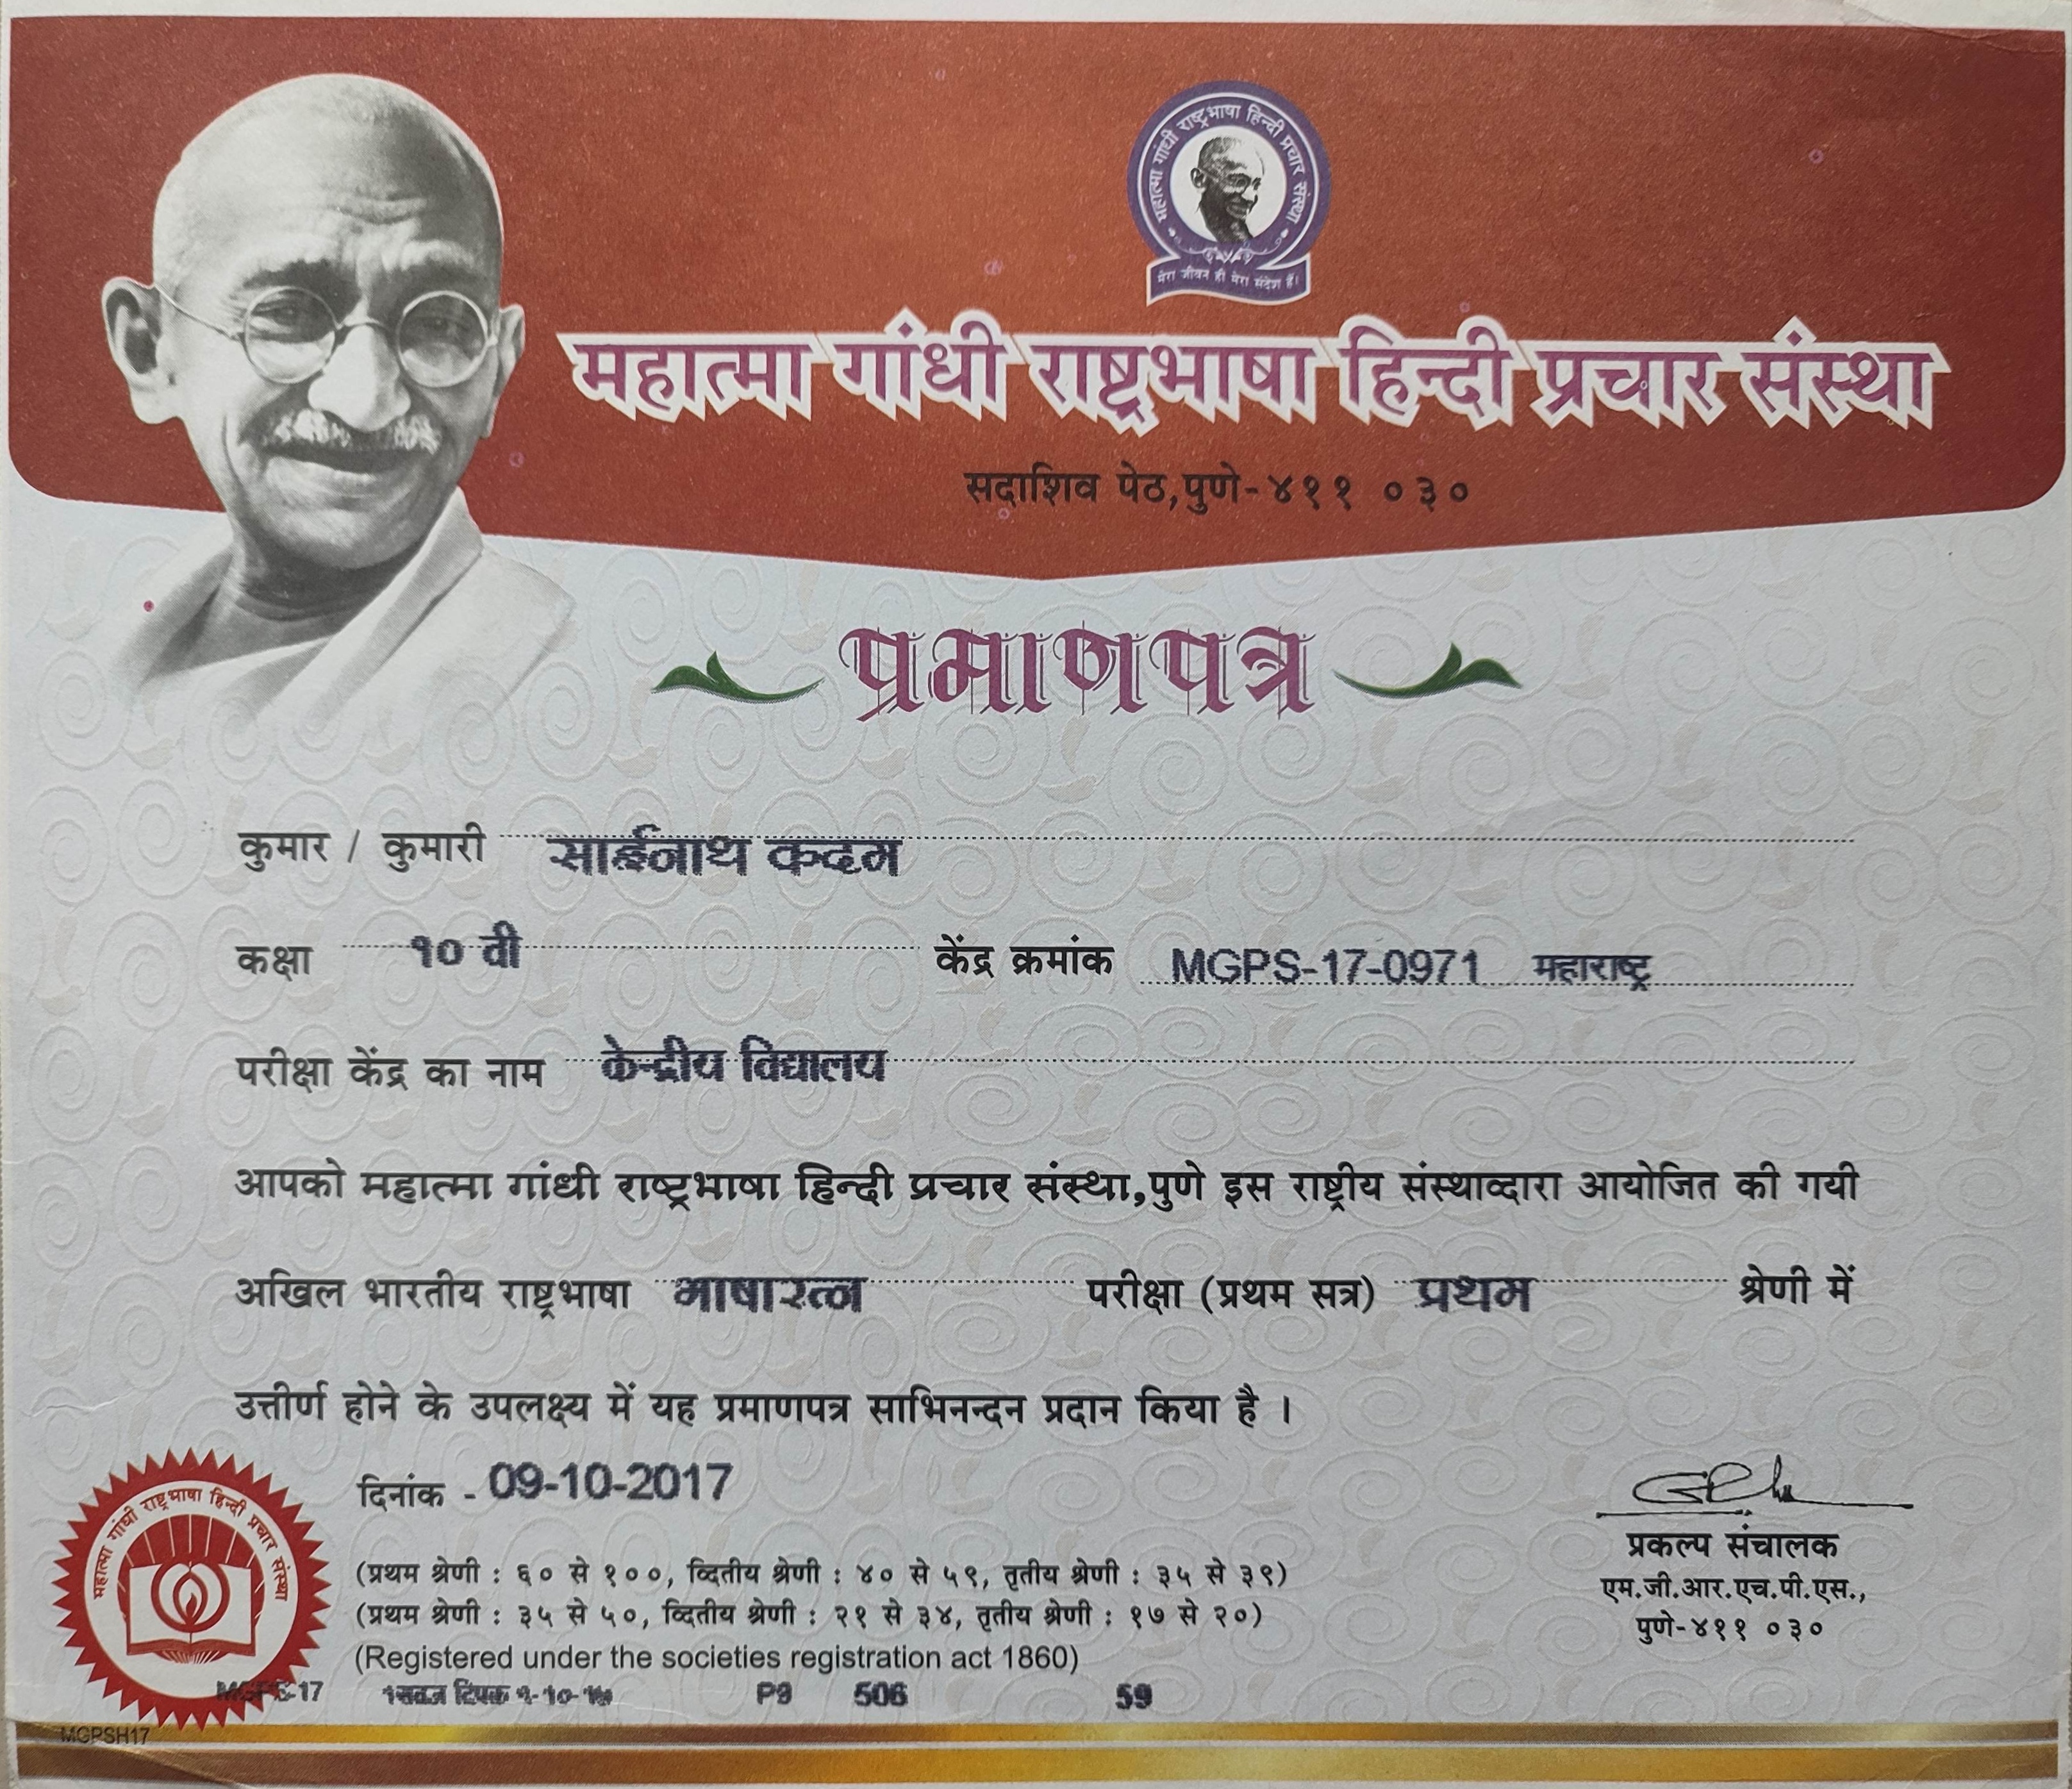 महात्मा गांधी राष्ट्रभाषा हिन्दी प्रचार संस्था
मेरा जीवन ही मेरा संदेश है।
महात्मा गांधी राष्ट्रभाषा हिन्दी प्रचार संस्था
सदाशिव पेठ,पुणे-४११ ०३०
प्रमाणपत्र
कुमार / कुमारी साईनाथ कदम
कक्षा १० वी केंद्र क्रमांक MGPS-17-0971 महाराष्ट्र
परीक्षा केंद्र का नाम केन्द्रीय विद्यालय
आपको महात्मा गांधी राष्ट्रभाषा हिन्दी प्रचार संस्था,पुणे इस राष्ट्रीय संस्थाव्दारा आयोजित की गयी
अखिल भारतीय राष्ट्रभाषा भाषारत्न परीक्षा (प्रथम सत्र) प्रथम श्रेणी में
उत्तीर्ण होने के उपलक्ष्य में यह प्रमाणपत्र साभिनन्दन प्रदान किया है ।
दिनांक - 09-10-2017
महात्मा गांधी राष्ट्रभाषा हिन्दी प्रचार संस्था
प्रकल्प संचालक
एम.जी.आर.एच.पी.एस.,
पुणे-४११ ०३०
(प्रथम श्रेणी : ६० से १००, व्दितीय श्रेणी : ४० से ५९, तृतीय श्रेणी : ३५ से ३९)
(प्रथम श्रेणी : ३५ से ५०, व्दितीय श्रेणी : २१ से ३४, तृतीय श्रेणी : १७ से २०)
(Registered under the societies registration act 1860)
MGPS-17 P9 506 59
MGPSH17